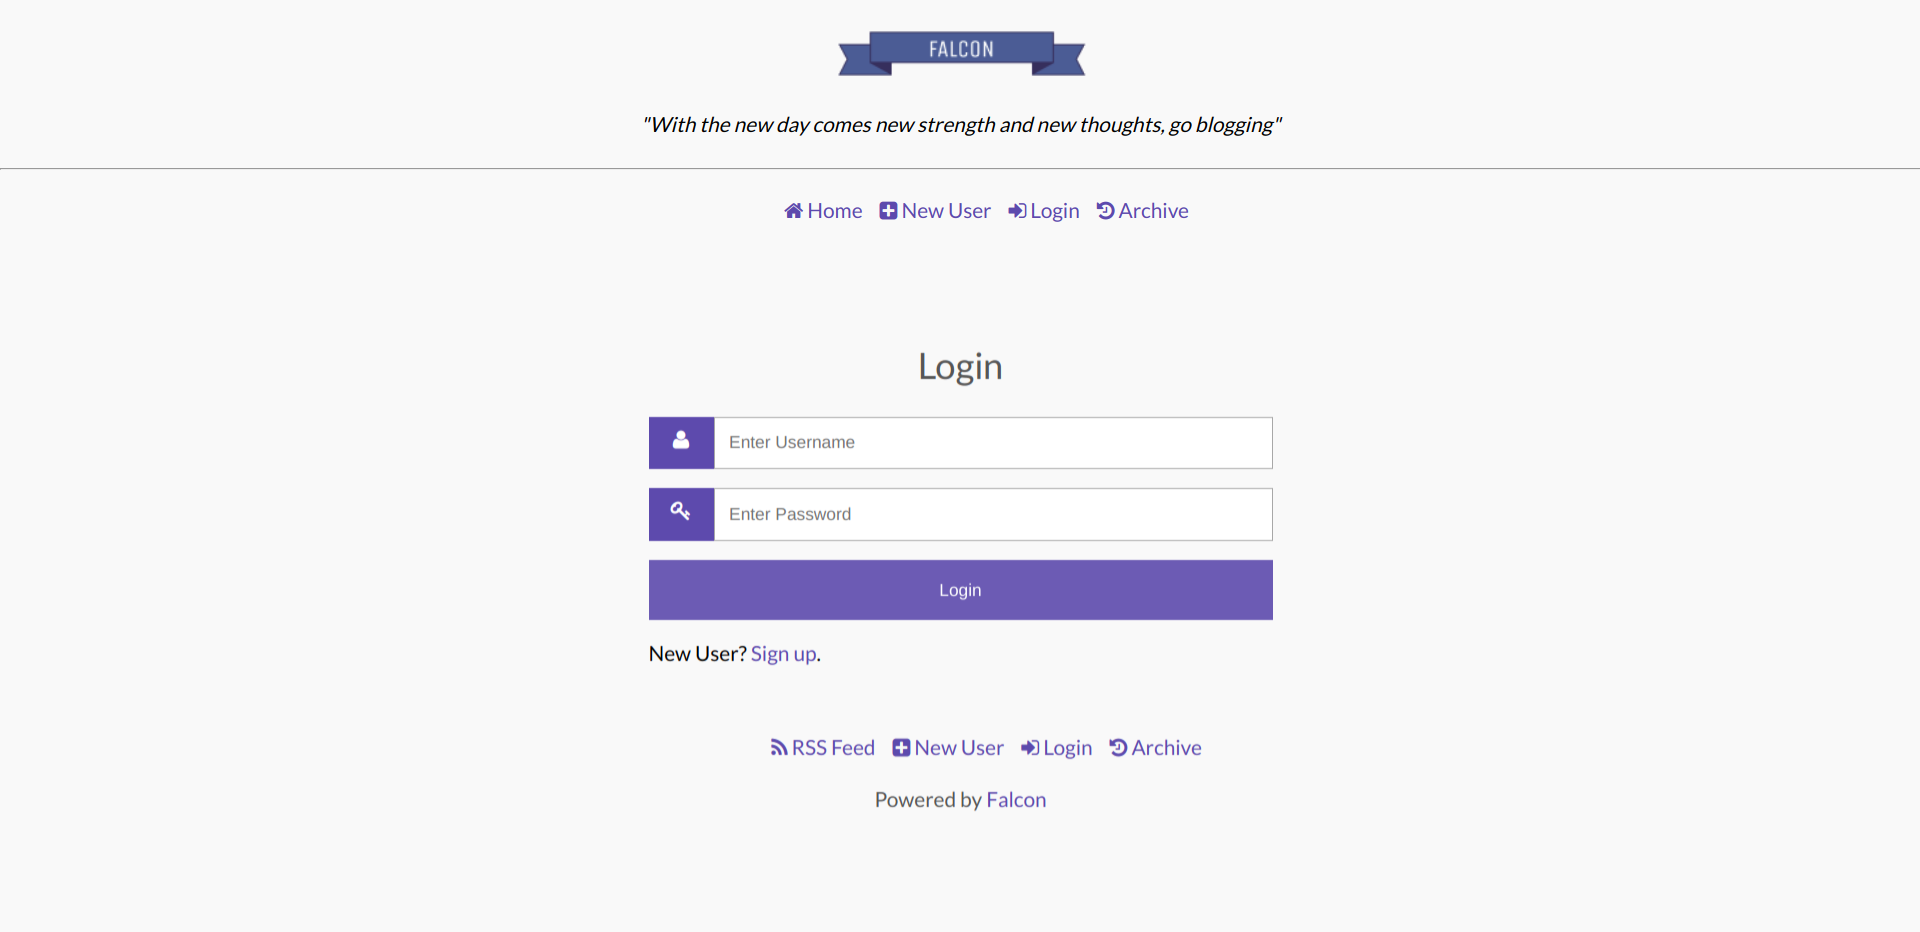 FALCON
"With the new day comes new strength and new thoughts, go blogging"
Home New User Login Archive
Login
Enter Username
Enter Password
Login
New User? Sign up.
RSS Feed New User Login Archive
Powered by Falcon